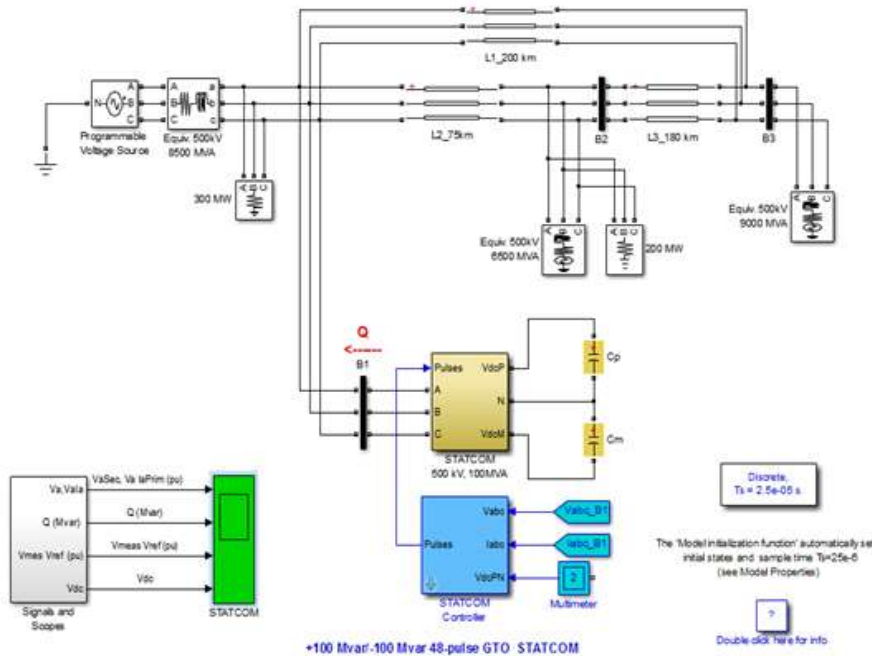 L1_200 km
A
B
C
N
A
B
C
a
b
c
Programmable
Voltage Source
Equiv. 500kV
8500 MVA
L2_75km
B2
L3_180 km
B3
300 MW
A
B
C
Equiv. 500kV
6500 MVA
A
B
C
A
B
C
200 MW
Equiv. 500kV
9000 MVA
A
B
C
Q
B1
Pulses
A
B
C
VdcP
N
VdcM
Cp
Cm
STATCOM
500 kV, 100MVA
Va,VaIa
VaSec, Va IaPrim (pu)
Q (Mvar)
Q (Mvar)
Vmes Vref (pu)
Vmeas Vref (pu)
Vdc
Vdc
Signals and
Scopes
STATCOM
Pulses
Vabc
Iabc
VdcPN
Vabc_B1
Iabc_B1
2
Multimeter
STATCOM
Controller
Discrete,
Ts = 2.5e-05 s
The 'Model initialization function' automatically set
initial states and sample time Ts=25e-6
(see Model Properties)
?
Double click here for info
+100 Mvar/-100 Mvar 48-pulse GTO STATCOM